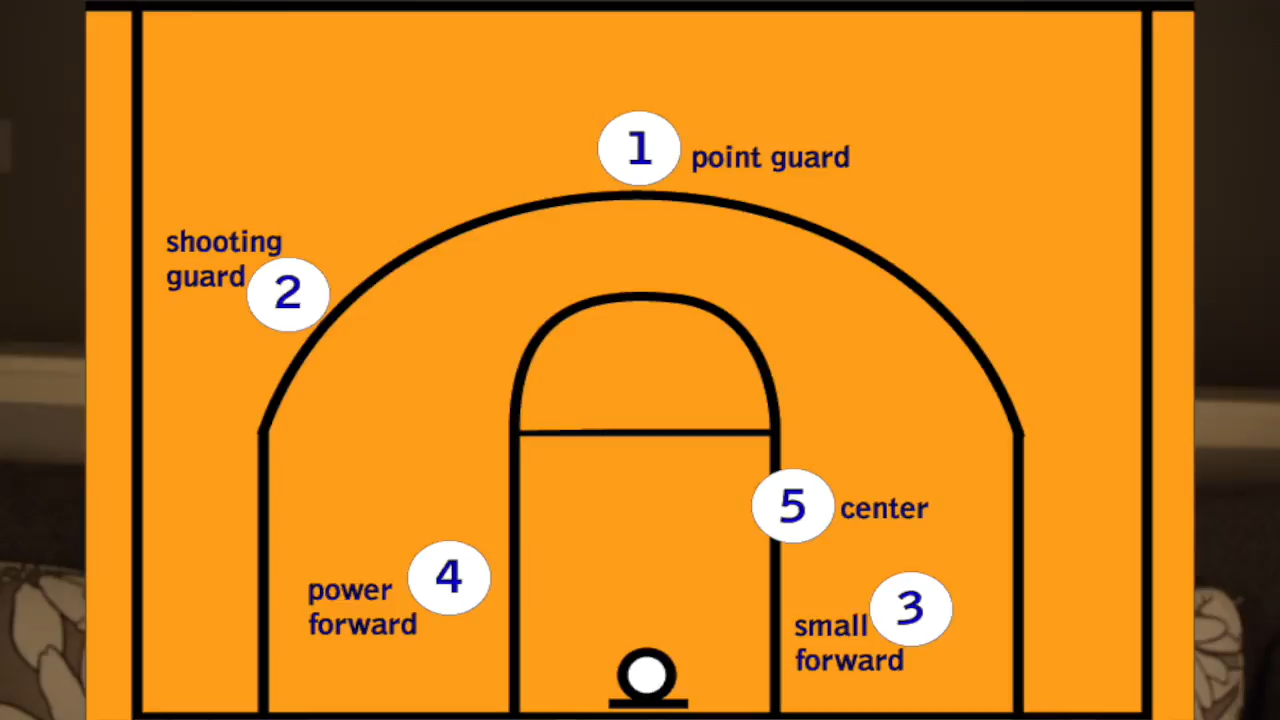 1
point guard
shooting
guard
2
5
center
4
power
forward
3
small
forward